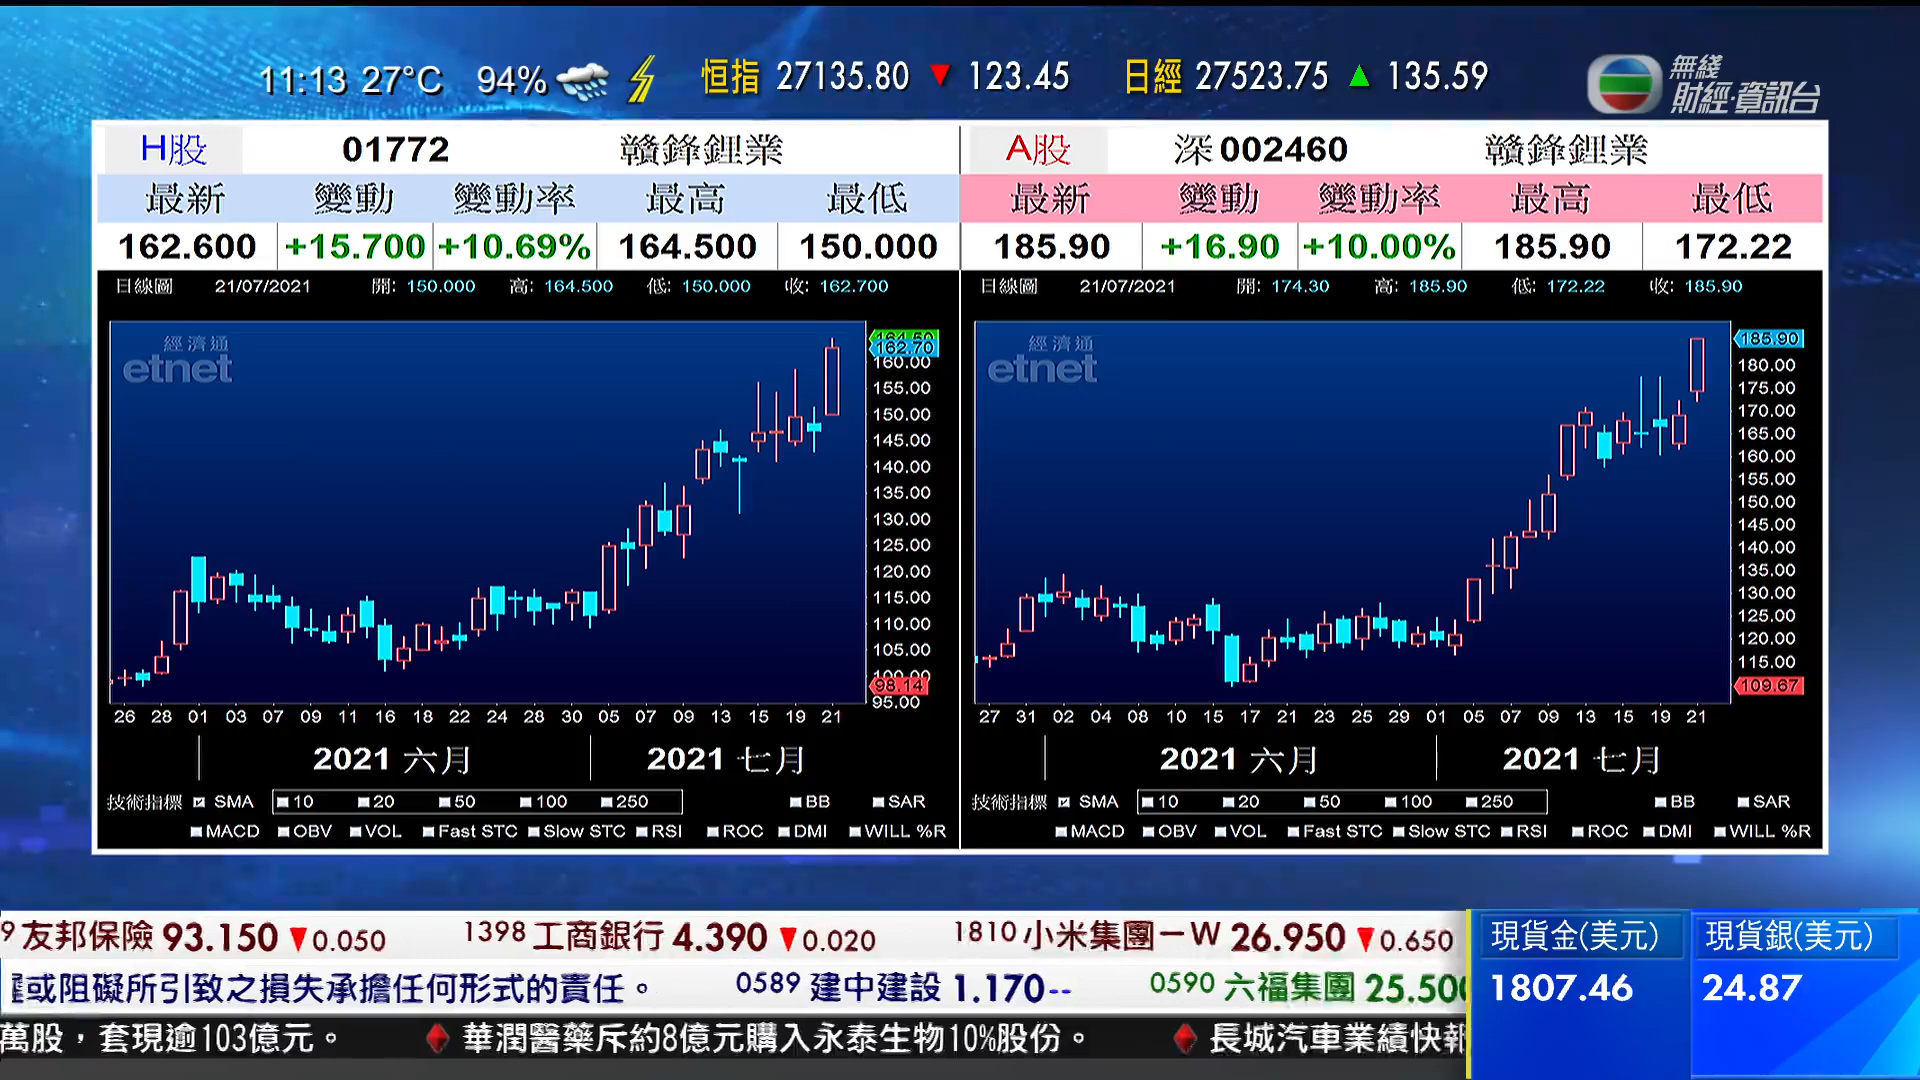 11:13 27°C 94% 恒指 27135.80 ▼ 123.45 日經 27523.75 ▲ 135.59
無綫
財經·資訊台
H股 01772 贛鋒鋰業
最新 變動 變動率 最高 最低
162.600 +15.700 +10.69% 164.500 150.000
日線圖 21/07/2021 開: 150.000 高: 164.500 低: 150.000 收: 162.700
經濟通
etnet
164.50
162.70
160.00
155.00
150.00
145.00
140.00
135.00
130.00
125.00
120.00
115.00
110.00
105.00
100.00
98.14
95.00
26 28 01 03 07 09 11 16 18 22 24 28 30 05 07 09 13 15 19 21
2021 六月 2021 七月
技術指標 SMA 10 20 50 100 250 BB SAR
MACD OBV VOL Fast STC Slow STC RSI ROC DMI WILL %R
A股 深 002460 贛鋒鋰業
最新 變動 變動率 最高 最低
185.90 +16.90 +10.00% 185.90 172.22
日線圖 21/07/2021 開: 174.30 高: 185.90 低: 172.22 收: 185.90
經濟通
etnet
185.90
180.00
175.00
170.00
165.00
160.00
155.00
150.00
145.00
140.00
135.00
130.00
125.00
120.00
115.00
109.67
27 31 02 04 08 10 15 17 21 23 25 29 01 05 07 09 13 15 19 21
2021 六月 2021 七月
技術指標 SMA 10 20 50 100 250 BB SAR
MACD OBV VOL Fast STC Slow STC RSI ROC DMI WILL %R
9 友邦保險 93.150 ▼0.050 1398 工商銀行 4.390 ▼0.020 1810 小米集團－W 26.950 ▼0.650
或阻礙所引致之損失承擔任何形式的責任。 0589 建中建設 1.170-- 0590 六福集團 25.500
萬股，套現逾103億元。 ◆ 華潤醫藥斥約8億元購入永泰生物10%股份。 ◆ 長城汽車業績快報
現貨金(美元)
1807.46
現貨銀(美元)
24.87